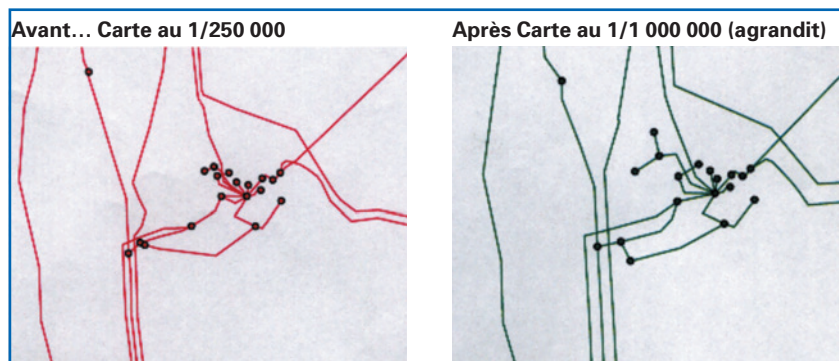 Avant… Carte au 1/250 000
Après Carte au 1/1 000 000 (agrandit)